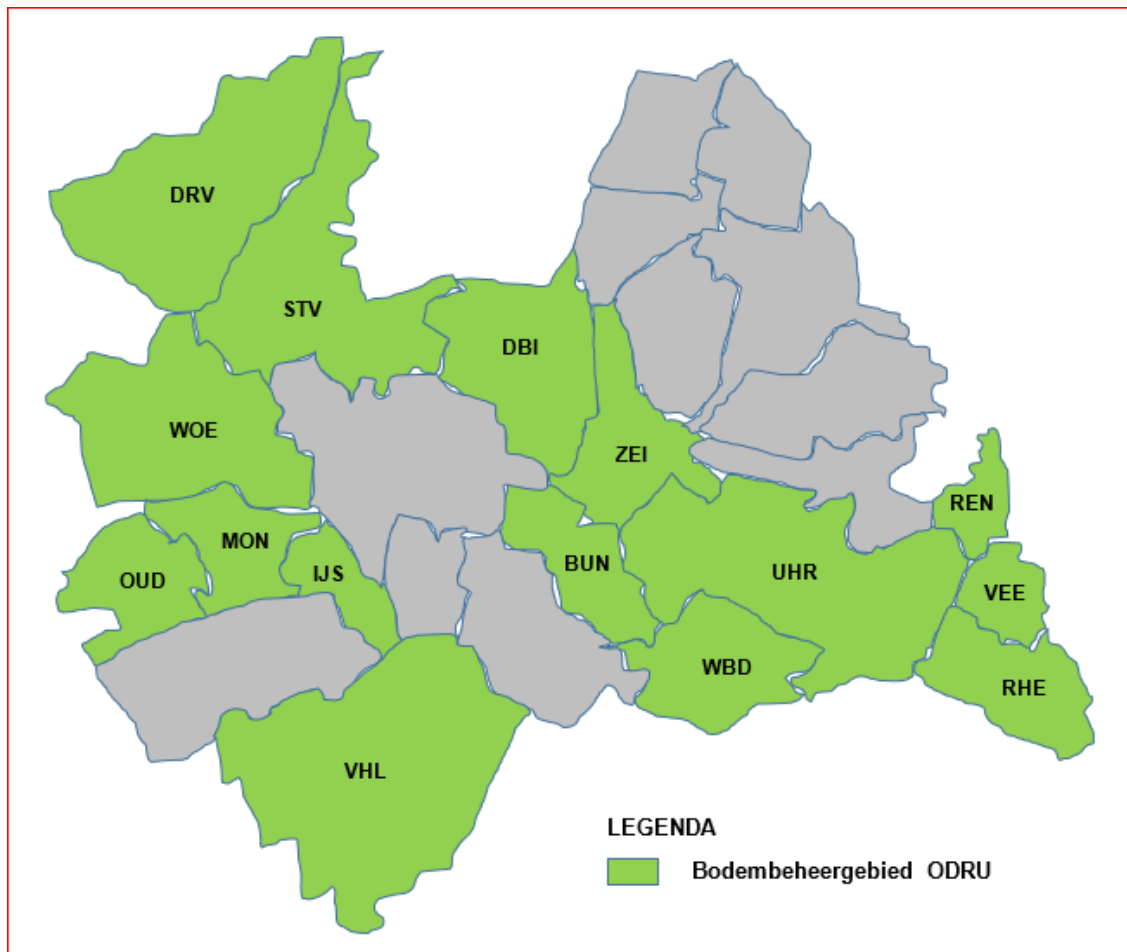 DRV
STV
DBI
WOE
ZEI
REN
MON
BUN
OUD
IJS
UHR
VEE
WBD
RHE
VHL
LEGENDA
Bodembeheergebied ODRU